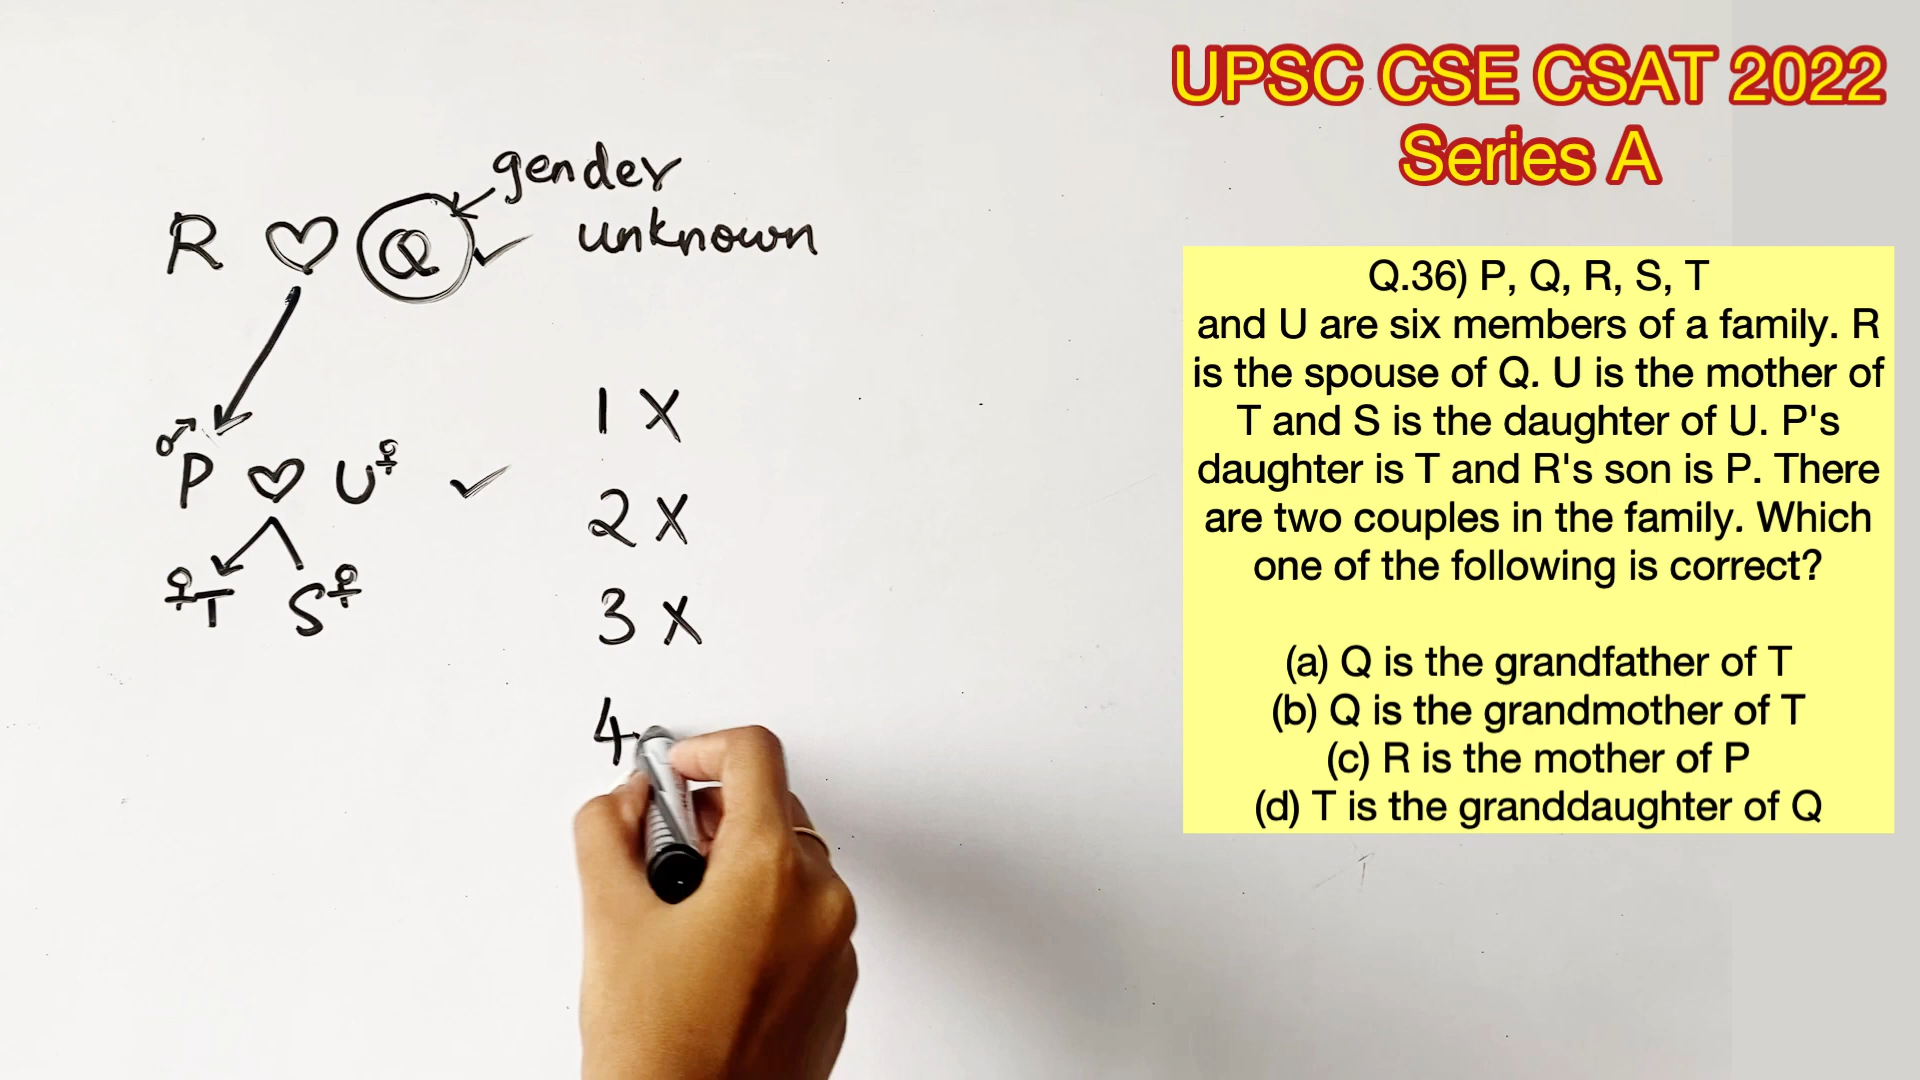 UPSC CSE CSAT 2022
Series A
gender
R ♡ Q ✓ unknown
♂P ♡ U♀ ✓
♀T S♀
1 X
2 X
3 X
4
Q.36) P, Q, R, S, T
and U are six members of a family. R
is the spouse of Q. U is the mother of
T and S is the daughter of U. P's
daughter is T and R's son is P. There
are two couples in the family. Which
one of the following is correct?
(a) Q is the grandfather of T
(b) Q is the grandmother of T
(c) R is the mother of P
(d) T is the granddaughter of Q